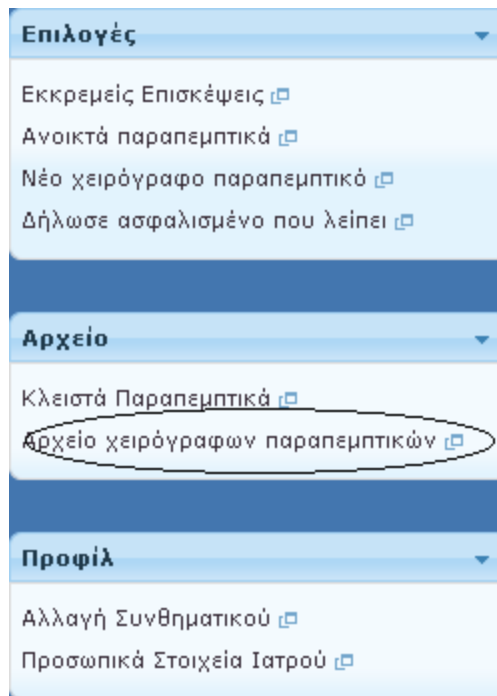 Επιλογές
Εκκρεμείς Επισκέψεις
Ανοικτά παραπεμπτικά
Νέο χειρόγραφο παραπεμπτικό
Δήλωσε ασφαλισμένο που λείπει
Αρχείο
Κλειστά Παραπεμπτικά
Αρχείο χειρόγραφων παραπεμπτικών
Προφίλ
Αλλαγή Συνθηματικού
Προσωπικά Στοιχεία Ιατρού